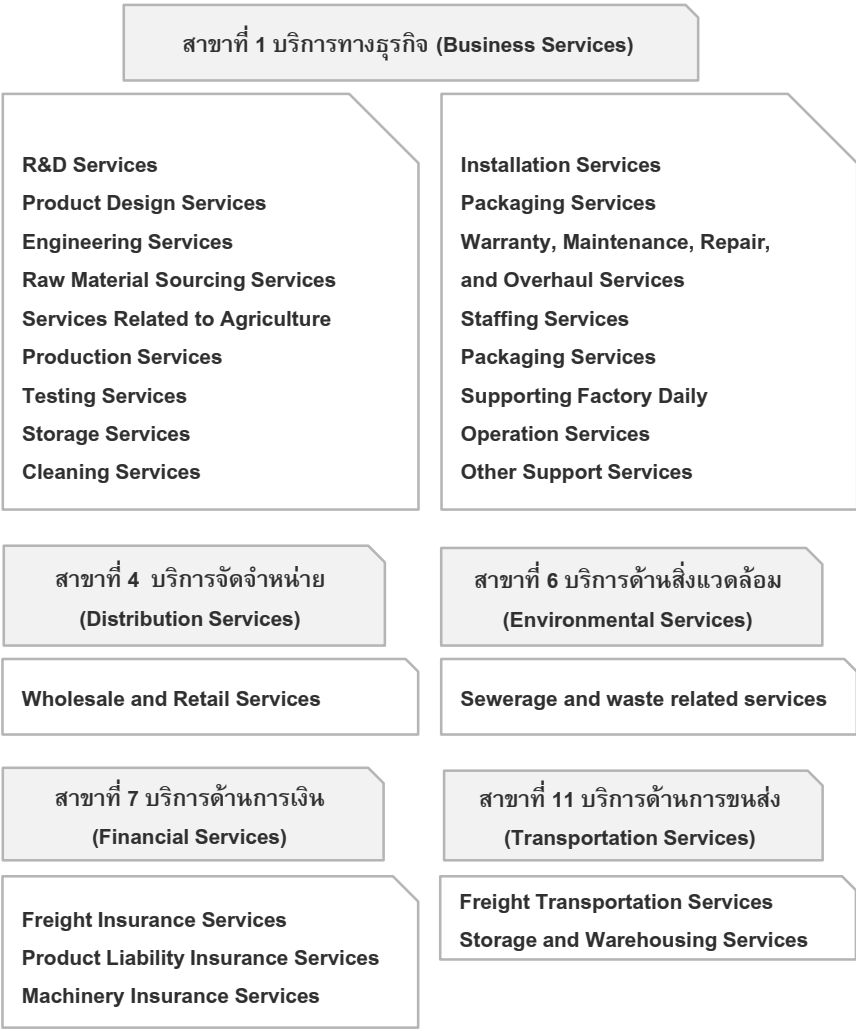 สาขาที่ 1 บริการทางธุรกิจ (Business Services)
R&D Services
Product Design Services
Engineering Services
Raw Material Sourcing Services
Services Related to Agriculture
Production Services
Testing Services
Storage Services
Cleaning Services
Installation Services
Packaging Services
Warranty, Maintenance, Repair,
and Overhaul Services
Staffing Services
Packaging Services
Supporting Factory Daily
Operation Services
Other Support Services
สาขาที่ 4 บริการจัดจำหน่าย
(Distribution Services)
Wholesale and Retail Services
สาขาที่ 6 บริการด้านสิ่งแวดล้อม
(Environmental Services)
Sewerage and waste related services
สาขาที่ 7 บริการด้านการเงิน
(Financial Services)
Freight Insurance Services
Product Liability Insurance Services
Machinery Insurance Services
สาขาที่ 11 บริการด้านการขนส่ง
(Transportation Services)
Freight Transportation Services
Storage and Warehousing Services